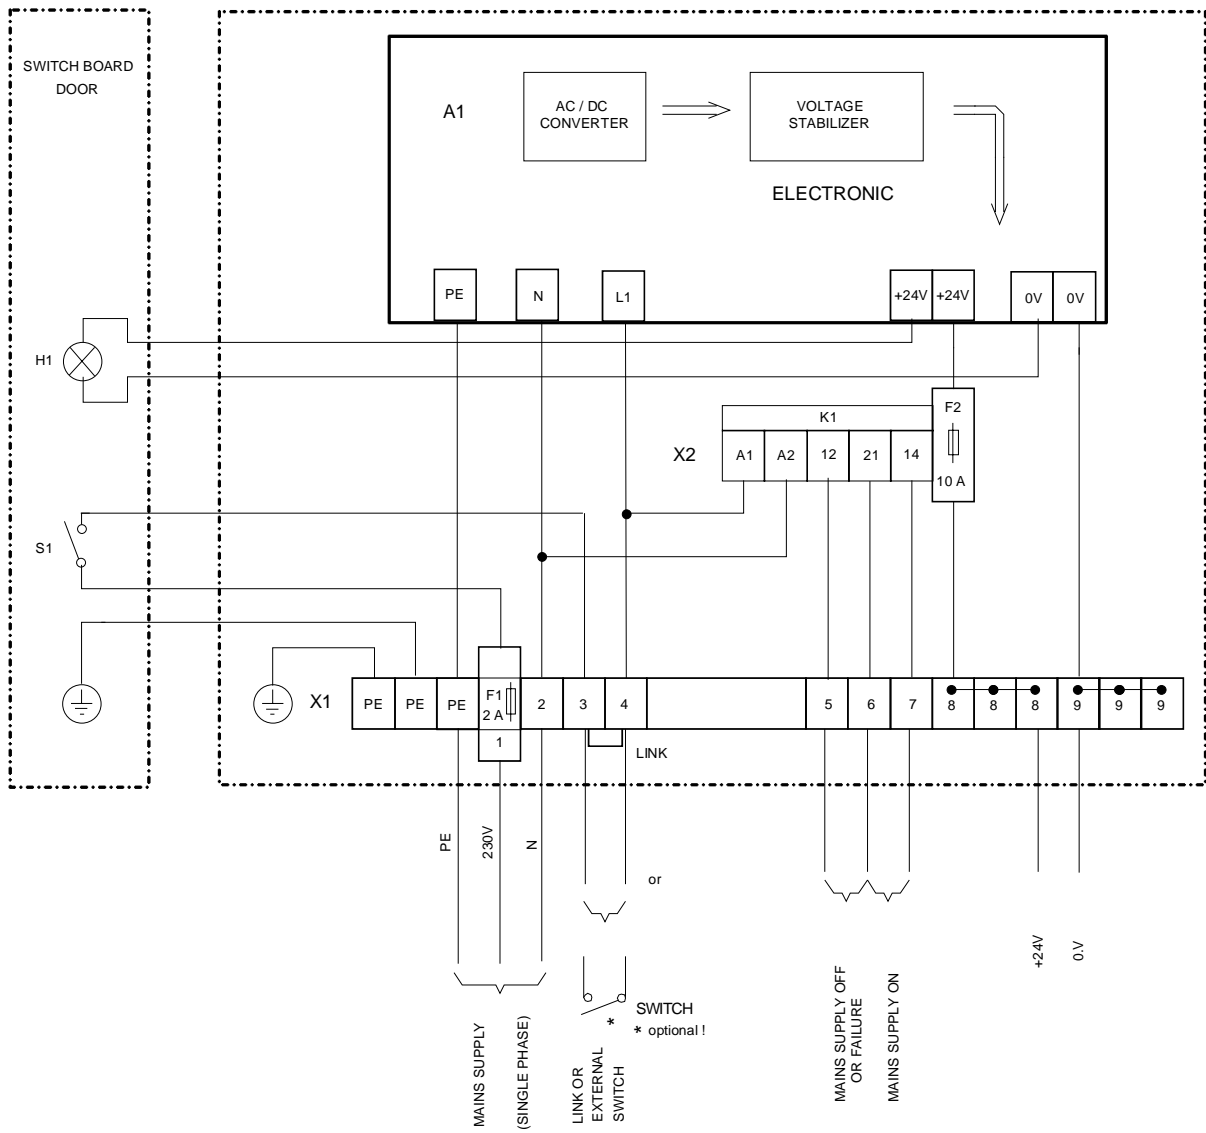 SWITCH BOARD
DOOR
A1
AC / DC
CONVERTER
VOLTAGE
STABILIZER
ELECTRONIC
PE
N
L1
+24V
+24V
0V
0V
H1
F2
10 A
K1
X2
A1
A2
12
21
14
S1
X1
PE
PE
PE
F1
2 A
1
2
3
4
5
6
7
8
8
8
9
9
9
LINK
PE
230V
N
or
+24V
0.V
SWITCH
* optional !
*
MAINS SUPPLY
(SINGLE PHASE)
LINK OR
EXTERNAL
SWITCH
MAINS SUPPLY OFF
OR FAILURE
MAINS SUPPLY ON